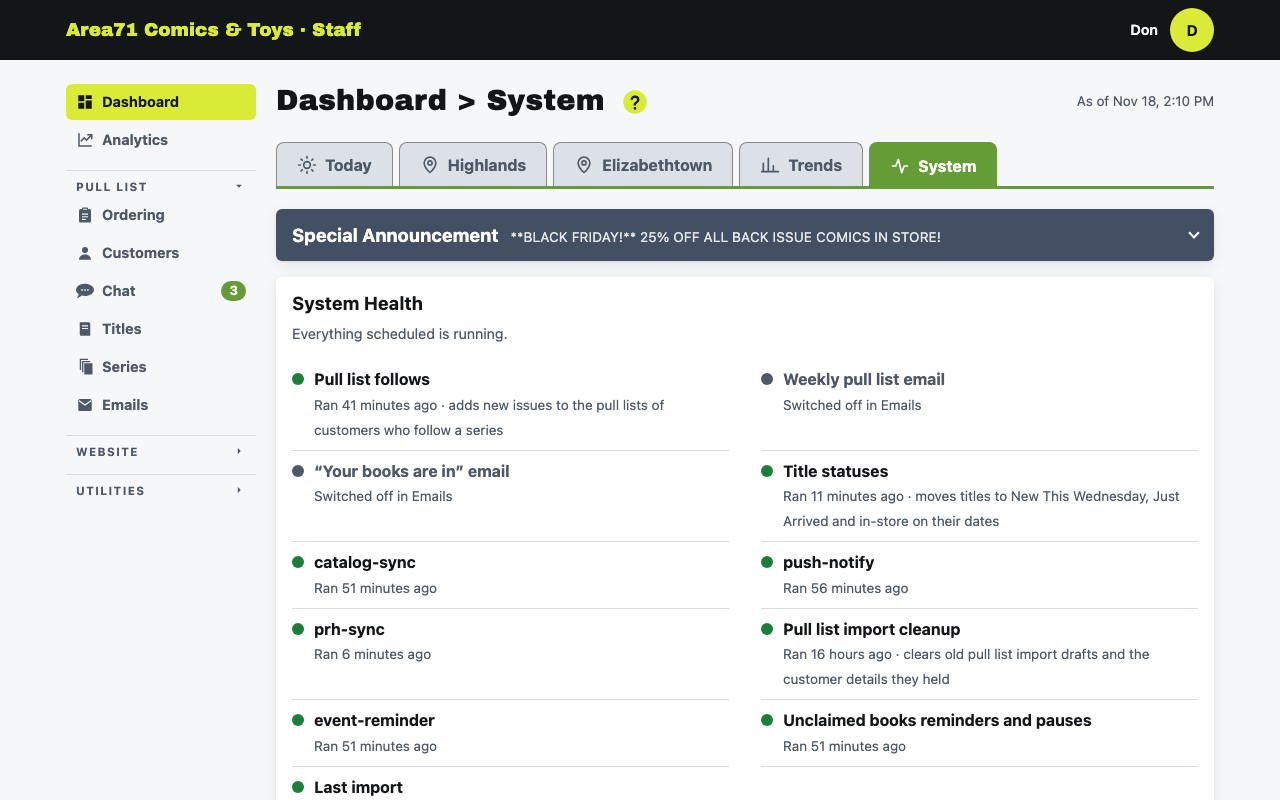 Area71 Comics & Toys · Staff
Don
D
Dashboard
Analytics
PULL LIST
Ordering
Customers
Chat
3
Titles
Series
Emails
WEBSITE
UTILITIES
Dashboard > System
?
As of Nov 18, 2:10 PM
Today
Highlands
Elizabethtown
Trends
System
Special Announcement **BLACK FRIDAY!** 25% OFF ALL BACK ISSUE COMICS IN STORE!
System Health
Everything scheduled is running.
Pull list follows
Ran 41 minutes ago · adds new issues to the pull lists of
customers who follow a series
Weekly pull list email
Switched off in Emails
“Your books are in” email
Switched off in Emails
Title statuses
Ran 11 minutes ago · moves titles to New This Wednesday, Just
Arrived and in-store on their dates
catalog-sync
Ran 51 minutes ago
push-notify
Ran 56 minutes ago
prh-sync
Ran 6 minutes ago
Pull list import cleanup
Ran 16 hours ago · clears old pull list import drafts and the
customer details they held
event-reminder
Ran 51 minutes ago
Unclaimed books reminders and pauses
Ran 51 minutes ago
Last import